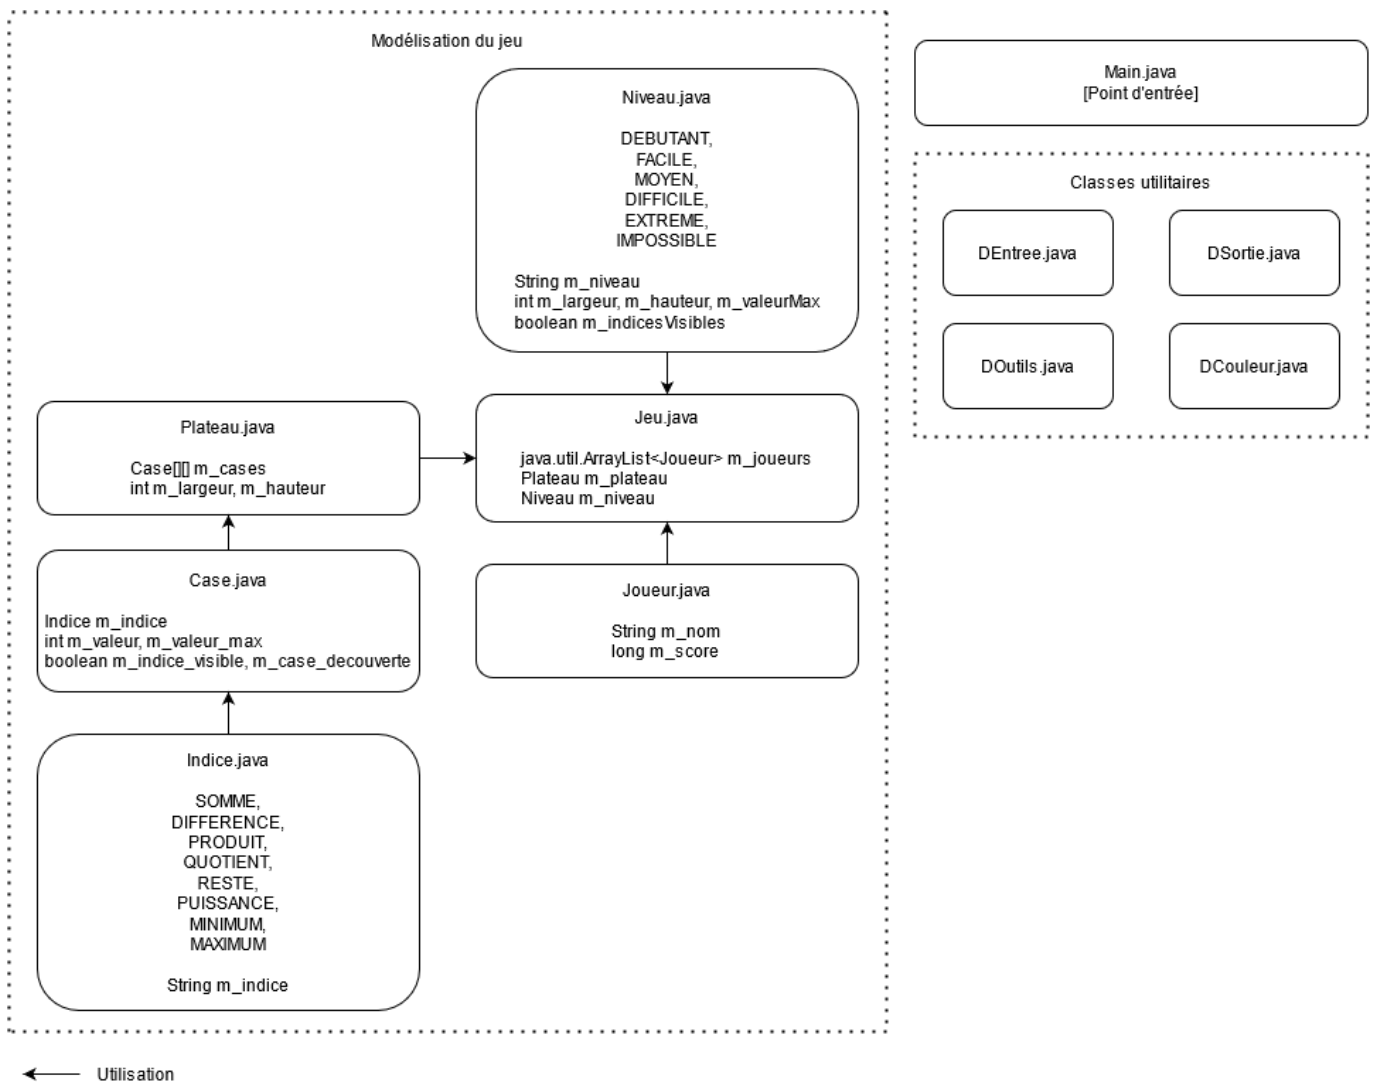 Modélisation du jeu
Niveau.java
DEBUTANT,
FACILE,
MOYEN,
DIFFICILE,
EXTREME,
IMPOSSIBLE
String m_niveau
int m_largeur, m_hauteur, m_valeurMax
boolean m_indicesVisibles
Plateau.java
Case[][] m_cases
int m_largeur, m_hauteur
Jeu.java
java.util.ArrayList<Joueur> m_joueurs
Plateau m_plateau
Niveau m_niveau
Case.java
Indice m_indice
int m_valeur, m_valeur_max
boolean m_indice_visible, m_case_decouverte
Joueur.java
String m_nom
long m_score
Indice.java
SOMME,
DIFFERENCE,
PRODUIT,
QUOTIENT,
RESTE,
PUISSANCE,
MINIMUM,
MAXIMUM
String m_indice
Main.java
[Point d'entrée]
Classes utilitaires
DEntree.java
DSortie.java
DOutils.java
DCouleur.java
Utilisation